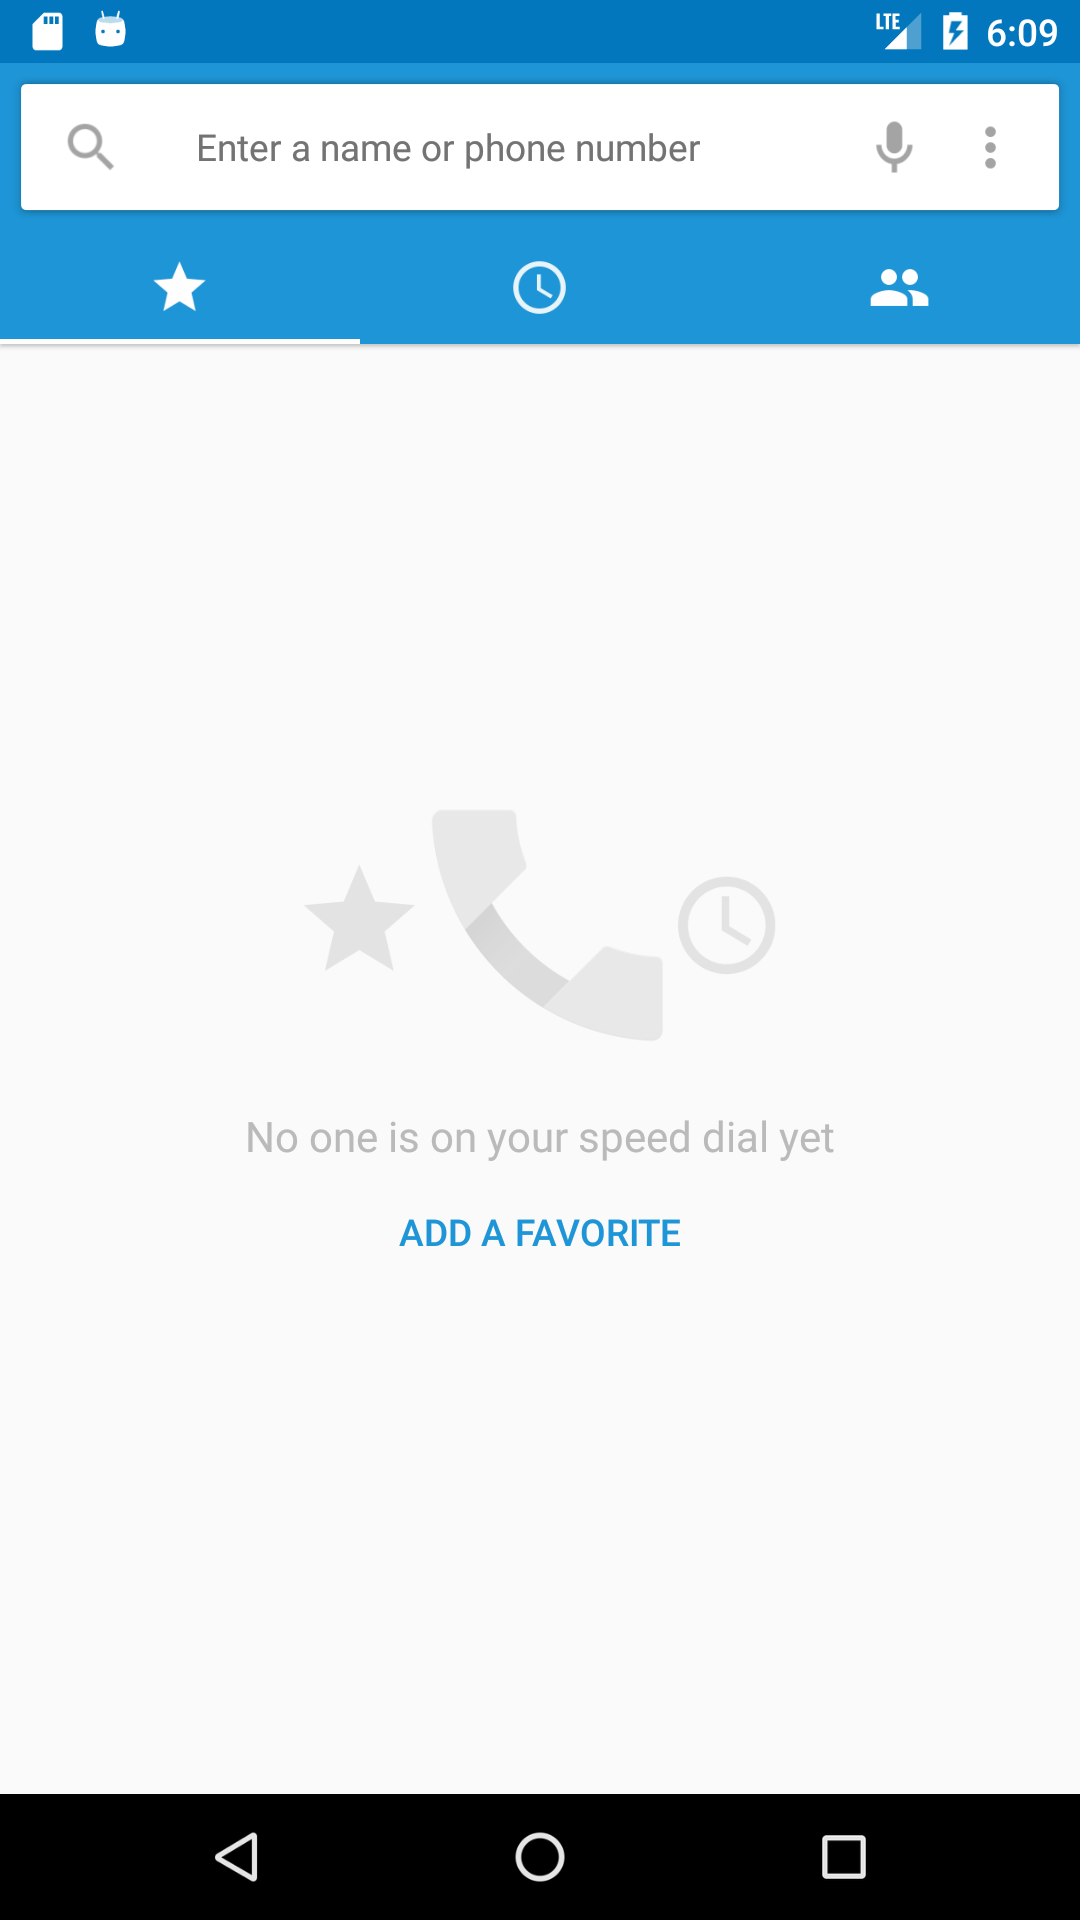 LTE 6:09
Enter a name or phone number
No one is on your speed dial yet
ADD A FAVORITE